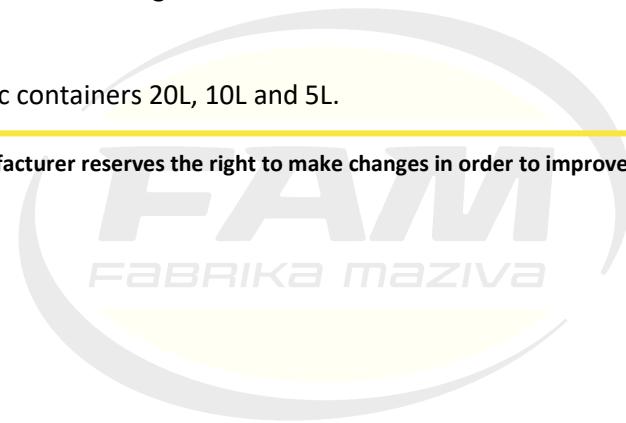 c containers 20L, 10L and 5L.
facturer reserves the right to make changes in order to improve
FAM
FABRIKA MAZIVA